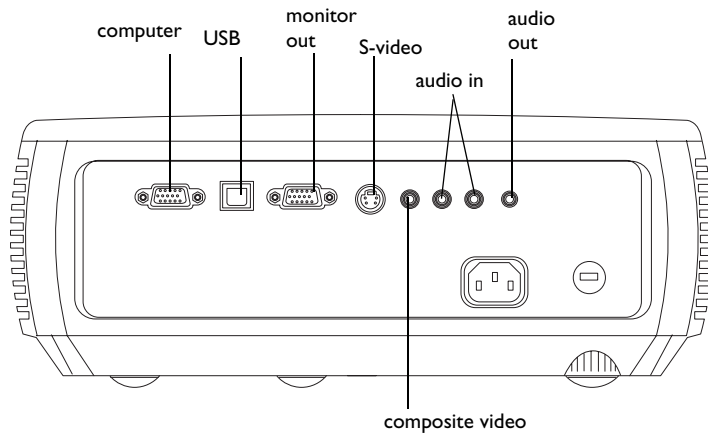 computer
USB
monitor
out
S-video
audio in
audio
out
composite video